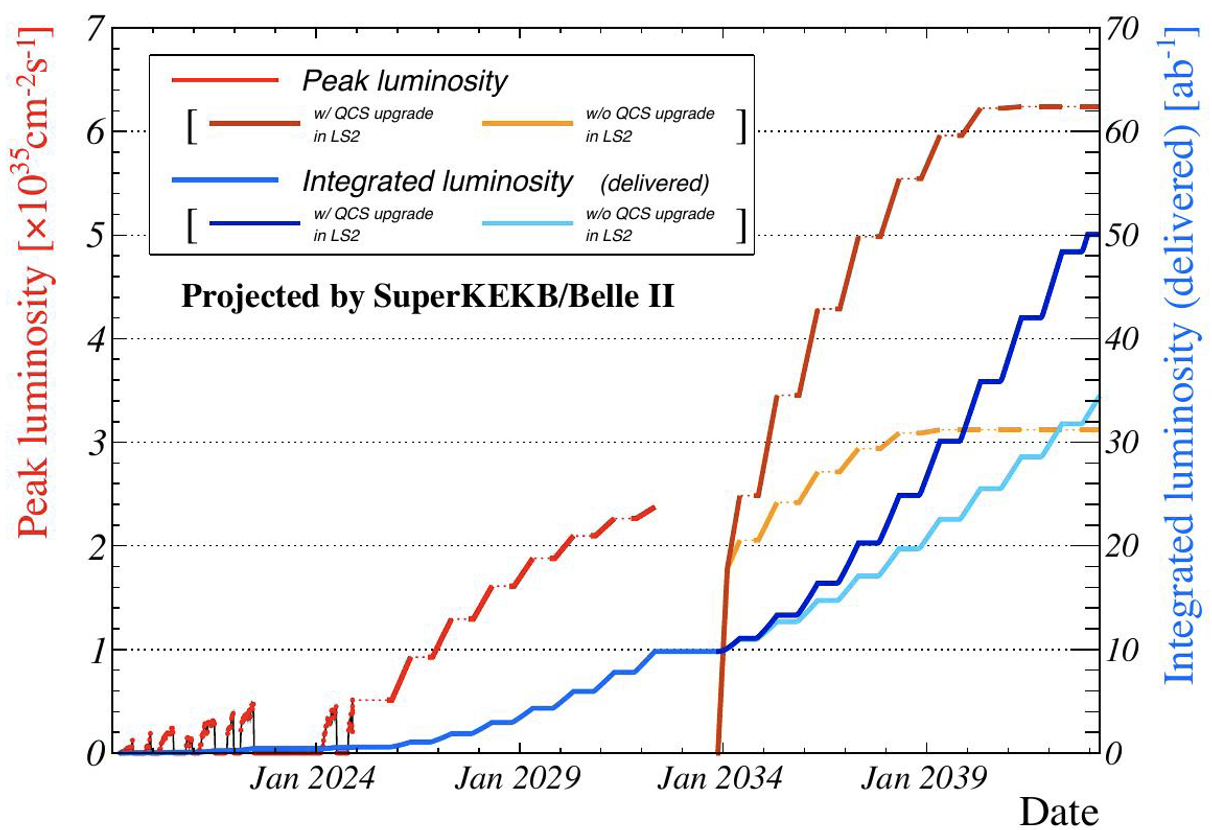 Peak luminosity [×10³⁵cm⁻²s⁻¹]
Integrated luminosity (delivered) [ab⁻¹]
7
6
5
4
3
2
1
0
70
60
50
40
30
20
10
0
Peak luminosity
[ w/ QCS upgrade in LS2
w/o QCS upgrade in LS2 ]
Integrated luminosity (delivered)
[ w/ QCS upgrade in LS2
w/o QCS upgrade in LS2 ]
Projected by SuperKEKB/Belle II
Jan 2024
Jan 2029
Jan 2034
Jan 2039
Date